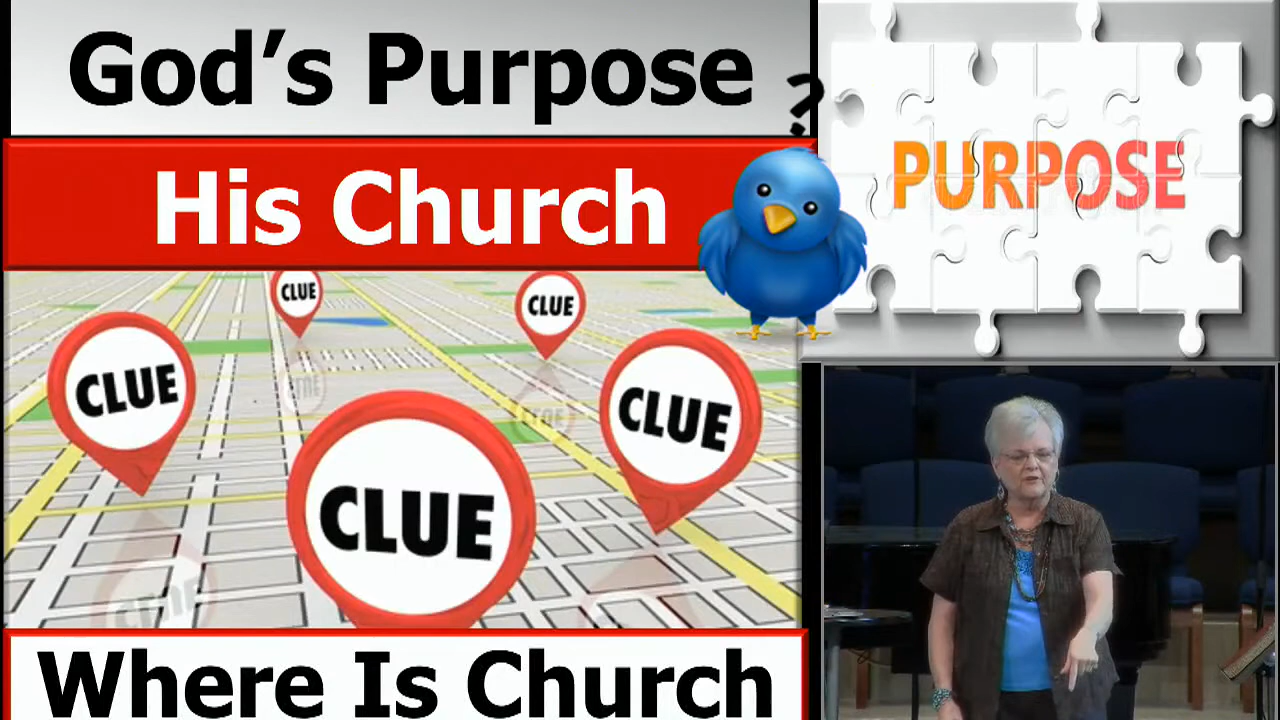 God's Purpose
?
PURPOSE
His Church
CLUE
CLUE
CLUE
CLUE
CLUE
Where Is Church